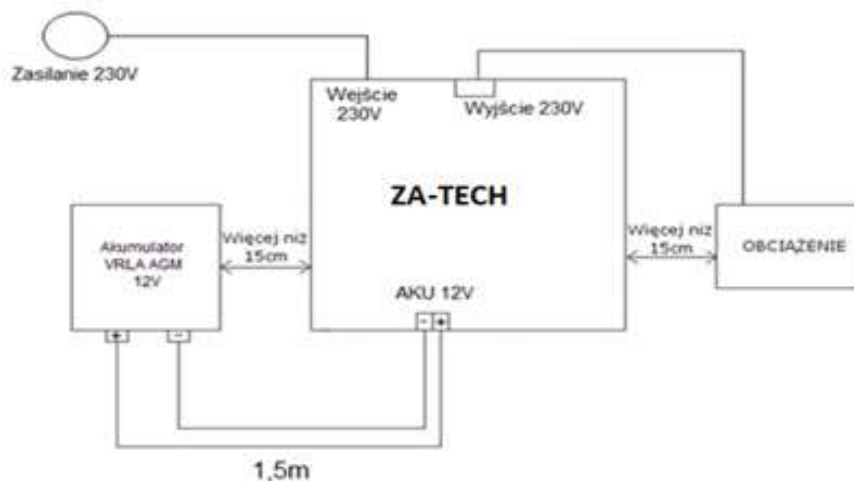 Zasilanie 230V
Wejście
230V
Wyjście 230V
ZA-TECH
Akumulator
VRLA AGM
12V
Więcej niż
15cm
Więcej niż
15cm
OBCIĄŻENIE
AKU 12V
- +
+ -
1,5m